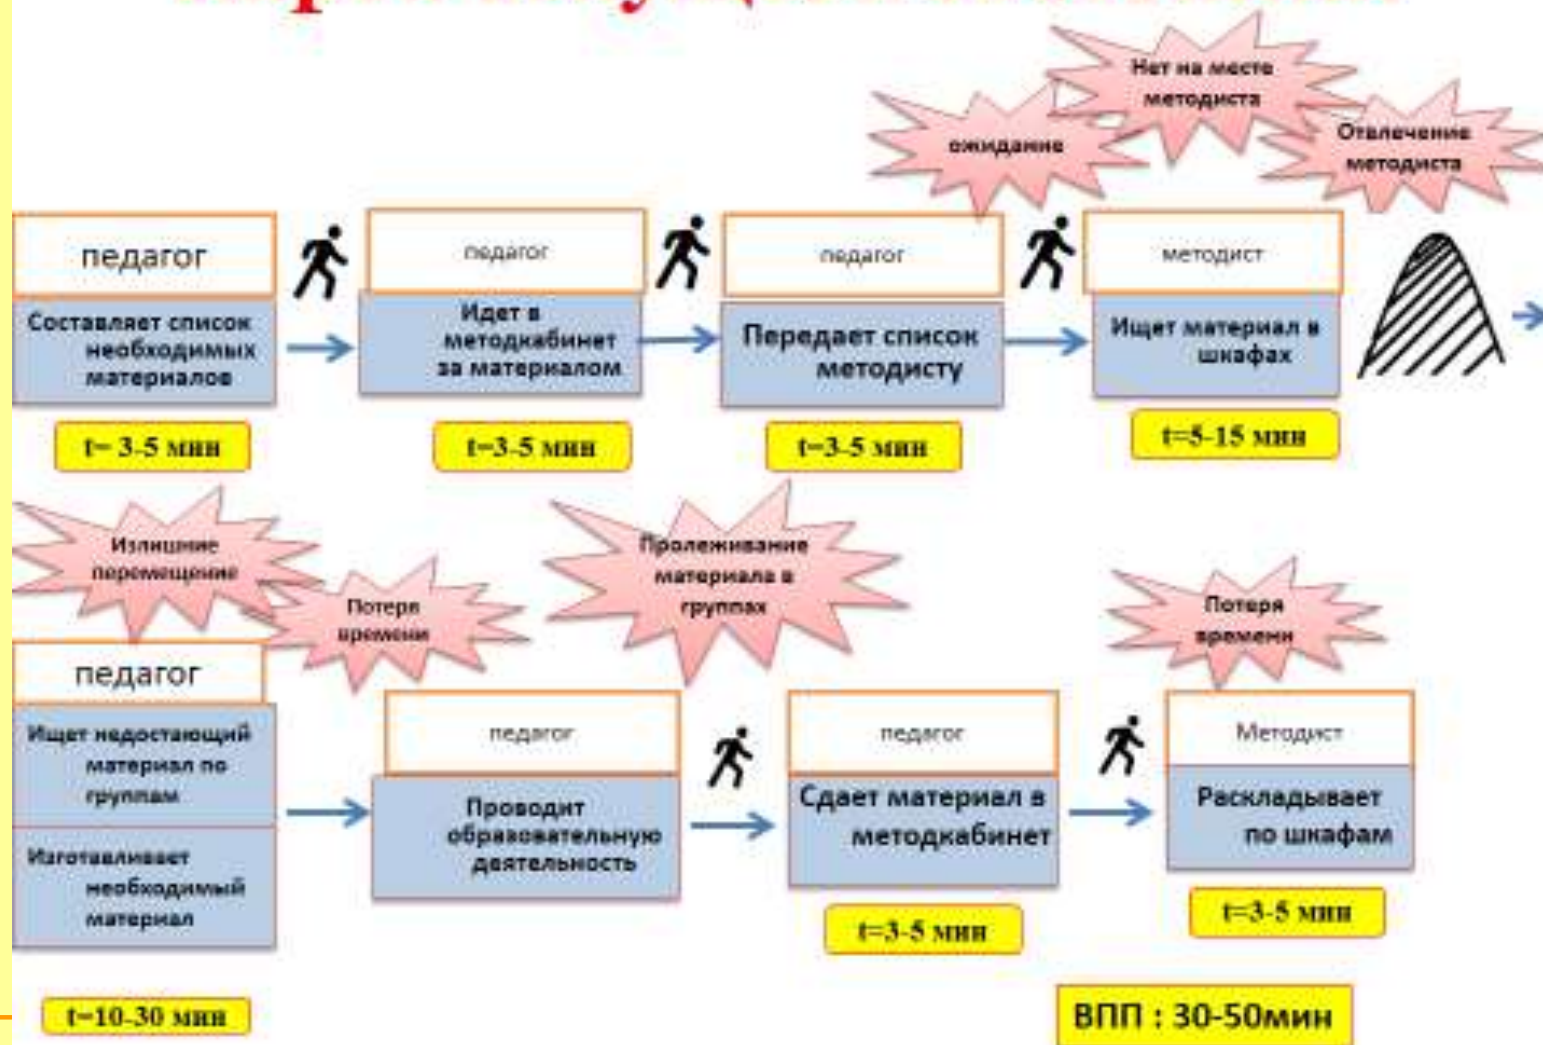 Нет на месте
методиста
ожидание
Отвлечение
методиста
педагог
Составляет список
необходимых
материалов
t= 3-5 мин
педагог
Идет в
методкабинет
за материалом
t=3-5 мин
педагог
Передает список
методисту
t=3-5 мин
методист
Ищет материал в
шкафах
t=5-15 мин
Излишние
перемещение
Потеря
времени
Пролеживание
материала в
группах
Потеря
времени
педагог
Ищет недостающий
материал по
группам
Изготавливает
необходимый
материал
t=10-30 мин
педагог
Проводит
образовательную
деятельность
педагог
Сдает материал в
методкабинет
t=3-5 мин
Методист
Раскладывает
по шкафам
t=3-5 мин
ВПП : 30-50мин